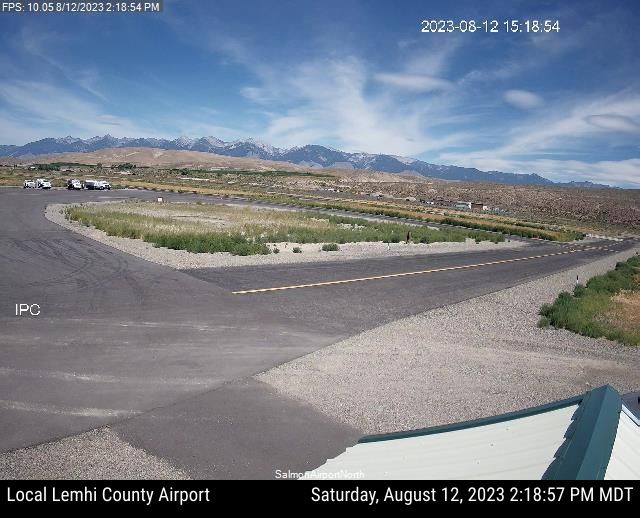 FPS: 10.05 8/12/2023 2:18:54 PM
2023-08-12 15:18:54
IPC
SalmonAirportNorth
Local Lemhi County Airport
Saturday, August 12, 2023 2:18:57 PM MDT